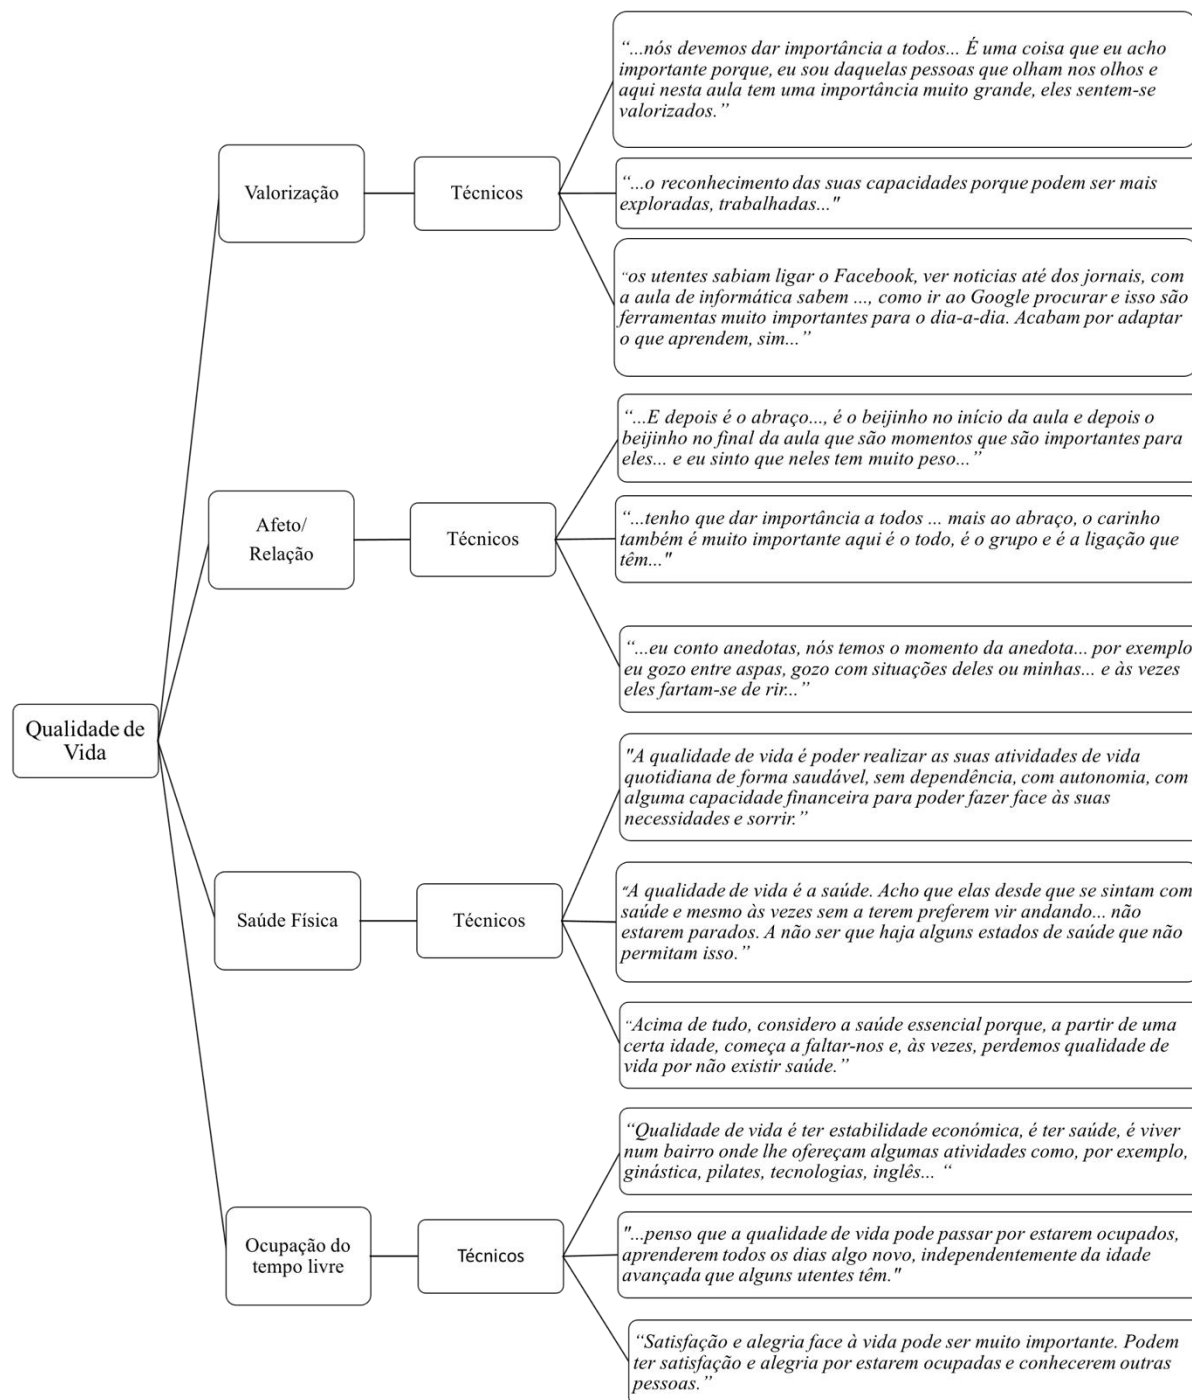 “...nós devemos dar importância a todos... É uma coisa que eu acho
importante porque, eu sou daquelas pessoas que olham nos olhos e
aqui nesta aula tem uma importância muito grande, eles sentem-se
valorizados.”
Valorização
Técnicos
“...o reconhecimento das suas capacidades porque podem ser mais
exploradas, trabalhadas..."
“os utentes sabiam ligar o Facebook, ver noticias até dos jornais, com
a aula de informática sabem ..., como ir ao Google procurar e isso são
ferramentas muito importantes para o dia-a-dia. Acabam por adaptar
o que aprendem, sim...”
“...E depois é o abraço..., é o beijinho no início da aula e depois o
beijinho no final da aula que são momentos que são importantes para
eles... e eu sinto que neles tem muito peso...”
Afeto/
Relação
Técnicos
“...tenho que dar importância a todos ... mais ao abraço, o carinho
também é muito importante aqui é o todo, é o grupo e é a ligação que
têm..."
“...eu conto anedotas, nós temos o momento da anedota... por exemplo
eu gozo entre aspas, gozo com situações deles ou minhas... e às vezes
eles fartam-se de rir...”
Qualidade de
Vida
"A qualidade de vida é poder realizar as suas atividades de vida
quotidiana de forma saudável, sem dependência, com autonomia, com
alguma capacidade financeira para poder fazer face às suas
necessidades e sorrir.”
Saúde Física
Técnicos
“A qualidade de vida é a saúde. Acho que elas desde que se sintam com
saúde e mesmo às vezes sem a terem preferem vir andando... não
estarem parados. A não ser que haja alguns estados de saúde que não
permitam isso.”
“Acima de tudo, considero a saúde essencial porque, a partir de uma
certa idade, começa a faltar-nos e, às vezes, perdemos qualidade de
vida por não existir saúde.”
“Qualidade de vida é ter estabilidade económica, é ter saúde, é viver
num bairro onde lhe ofereçam algumas atividades como, por exemplo,
ginástica, pilates, tecnologias, inglês... “
Ocupação do
tempo livre
Técnicos
"...penso que a qualidade de vida pode passar por estarem ocupados,
aprenderem todos os dias algo novo, independentemente da idade
avançada que alguns utentes têm."
“Satisfação e alegria face à vida pode ser muito importante. Podem
ter satisfação e alegria por estarem ocupadas e conhecerem outras
pessoas.”